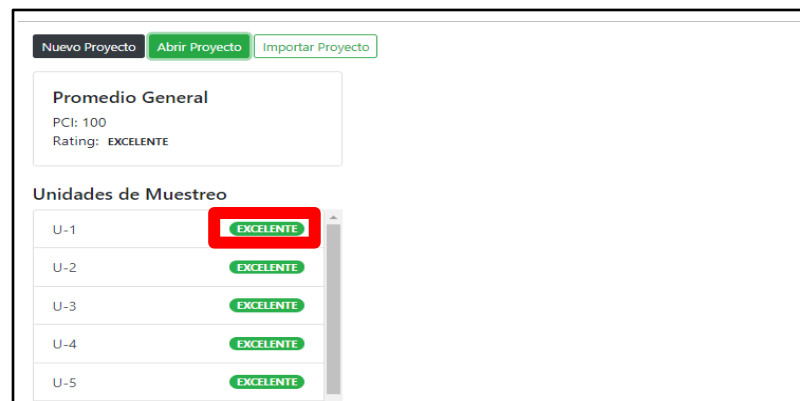 Nuevo Proyecto Abrir Proyecto Importar Proyecto
Promedio General
PCI: 100
Rating: EXCELENTE
Unidades de Muestreo
U-1 EXCELENTE
U-2 EXCELENTE
U-3 EXCELENTE
U-4 EXCELENTE
U-5 EXCELENTE